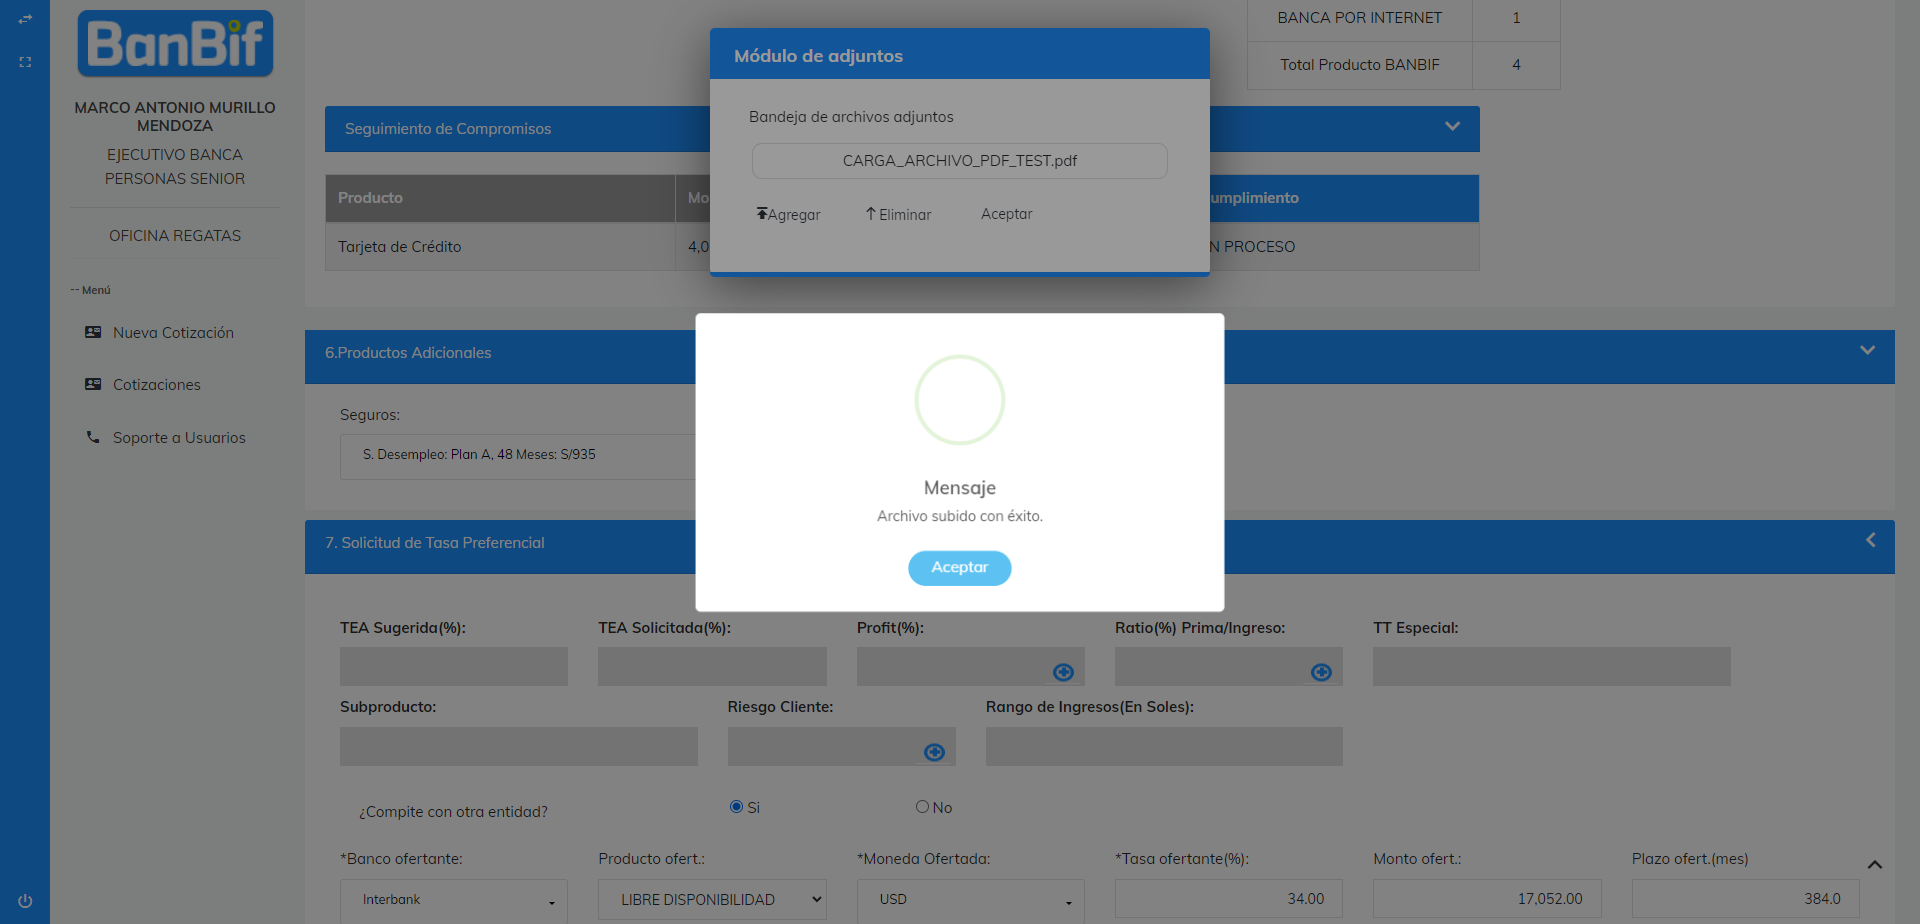 BanBif
MARCO ANTONIO MURILLO
MENDOZA
EJECUTIVO BANCA
PERSONAS SENIOR
OFICINA REGATAS
-- Menú
Nueva Cotización
Cotizaciones
Soporte a Usuarios
BANCA POR INTERNET 1
Total Producto BANBIF 4
Módulo de adjuntos
Bandeja de archivos adjuntos
CARGA_ARCHIVO_PDF_TEST.pdf
Agregar Eliminar Aceptar
Seguimiento de Compromisos
Producto Mo umplimiento
Tarjeta de Crédito 4,0 N PROCESO
6.Productos Adicionales
Seguros:
S. Desempleo: Plan A, 48 Meses: S/935
Mensaje
Archivo subido con éxito.
Aceptar
7. Solicitud de Tasa Preferencial
TEA Sugerida(%): TEA Solicitada(%): Profit(%): Ratio(%) Prima/Ingreso: TT Especial:
Subproducto: Riesgo Cliente: Rango de Ingresos(En Soles):
¿Compite con otra entidad? Si No
*Banco ofertante: Producto ofert.: *Moneda Ofertada: *Tasa ofertante(%): Monto ofert.: Plazo ofert.(mes)
Interbank LIBRE DISPONIBILIDAD USD 34.00 17,052.00 384.0